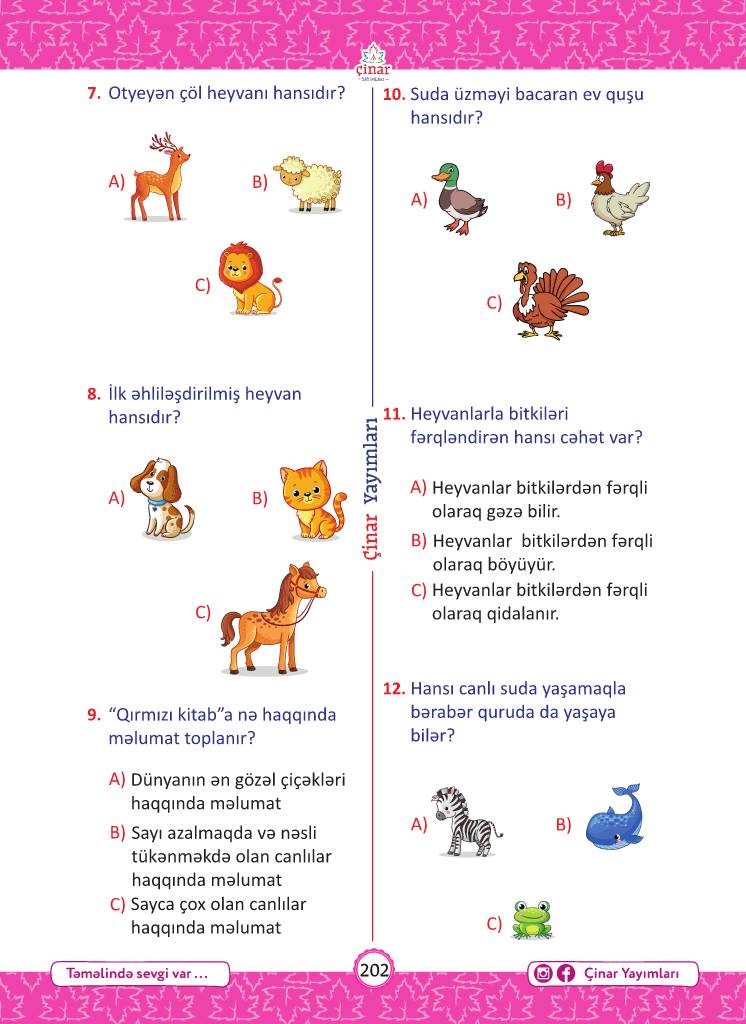 çinar
7. Otyeyən çöl heyvanı hansıdır?
A)
B)
C)
8. İlk əhliləşdirilmiş heyvan
hansıdır?
A)
B)
C)
9. “Qırmızı kitab”a nə haqqında
məlumat toplanır?
A) Dünyanın ən gözəl çiçəkləri
haqqında məlumat
B) Sayı azalmaqda və nəsli
tükənməkdə olan canlılar
haqqında məlumat
C) Sayca çox olan canlılar
haqqında məlumat
Çinar Yayımları
10. Suda üzməyi bacaran ev quşu
hansıdır?
A)
B)
C)
11. Heyvanlarla bitkiləri
fərqləndirən hansı cəhət var?
A) Heyvanlar bitkilərdən fərqli
olaraq gəzə bilir.
B) Heyvanlar bitkilərdən fərqli
olaraq böyüyür.
C) Heyvanlar bitkilərdən fərqli
olaraq qidalanır.
12. Hansı canlı suda yaşamaqla
bərabər quruda da yaşaya
bilər?
A)
B)
C)
Təməlində sevgi var ...
202
Çinar Yayımları